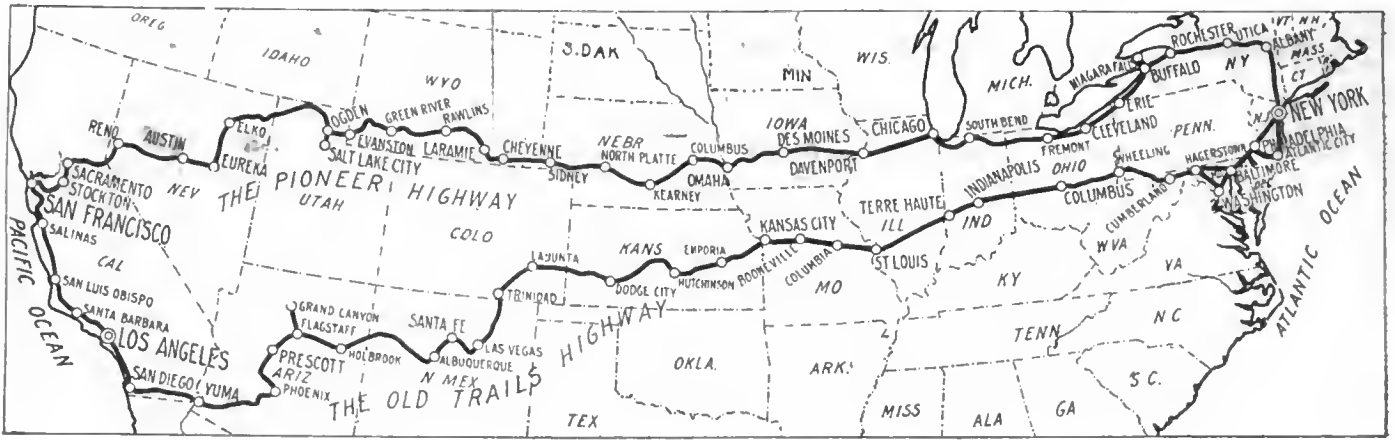 OREG
IDAHO
WYO
S.DAK
MIN
WIS.
MICH.
NIAGARA FALLS
ROCHESTER
UTICA
VT
N.H.
ALBANY
MASS
CT
N Y
BUFFALO
ERIE
CLEVELAND
FREMONT
SOUTH BEND
CHICAGO
IOWA
DES MOINES
DAVENPORT
OMAHA
COLUMBUS
NEBR
NORTH PLATTE
KEARNEY
SIDNEY
CHEYENNE
LARAMIE
RAWLINS
GREEN RIVER
EVANSTON
OGDEN
SALT LAKE CITY
ELKO
EUREKA
AUSTIN
RENO
NEV
SACRAMENTO
STOCKTON
SAN FRANCISCO
SALINAS
CAL
SAN LUIS OBISPO
SANTA BARBARA
LOS ANGELES
SAN DIEGO
YUMA
PACIFIC OCEAN
THE PIONEER HIGHWAY
UTAH
COLO
KANS
LAJUNTA
TRINIDAD
DODGE CITY
HUTCHINSON
EMPORIA
KANSAS CITY
BOONEVILLE
COLUMBIA
MO
ST LOUIS
ILL
TERRE HAUTE
IND
INDIANAPOLIS
OHIO
COLUMBUS
WHEELING
CUMBERLAND
HAGERSTOWN
PENN.
NEW YORK
N.J.
PHILADELPHIA
ATLANTIC CITY
BALTIMORE
DEL
WASHINGTON
ATLANTIC OCEAN
W VA
VA
KY
TENN
N C
S C.
GA
ALA
MISS
ARK.
OKLA.
TEX
GRAND CANYON
FLAGSTAFF
PRESCOTT
ARIZ
PHOENIX
HOLBROOK
SANTA FE
ALBUQUERQUE
LAS VEGAS
N MEX
THE OLD TRAILS HIGHWAY